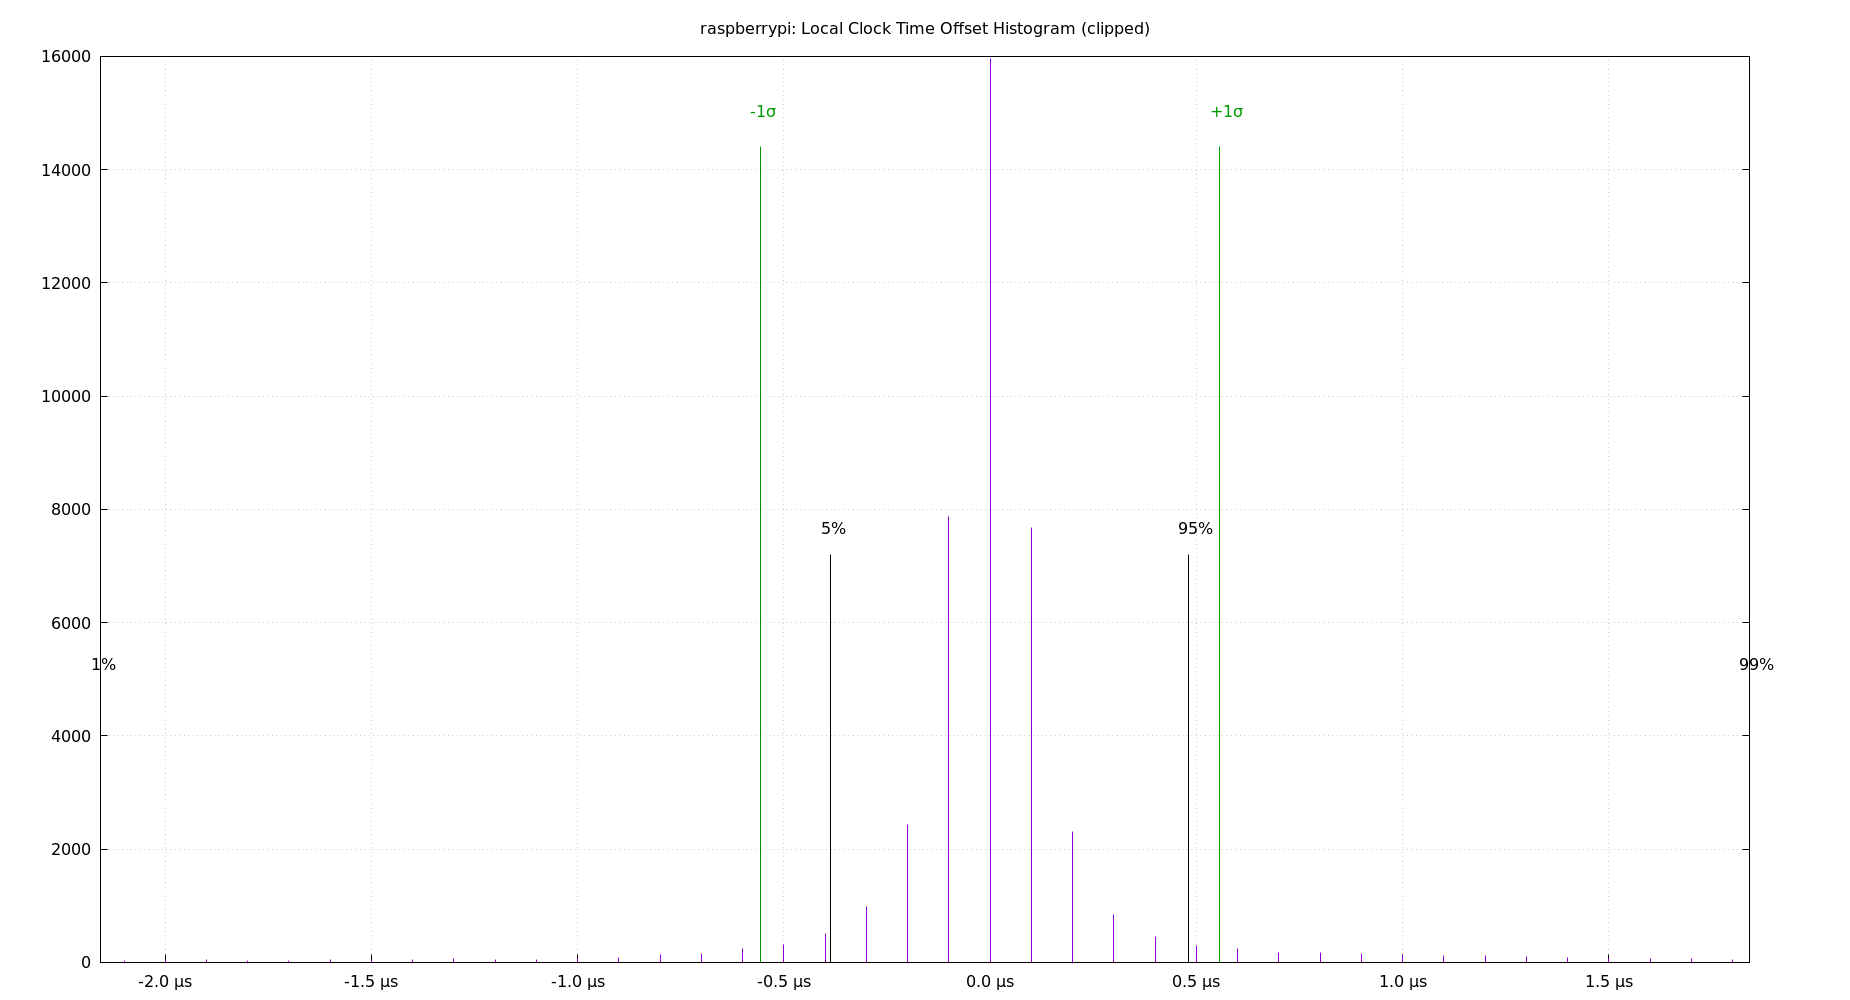 raspberrypi: Local Clock Time Offset Histogram (clipped)
16000
-1σ
+1σ
14000
12000
10000
8000
5%
95%
6000
1%
99%
4000
2000
0
-2.0 µs
-1.5 µs
-1.0 µs
-0.5 µs
0.0 µs
0.5 µs
1.0 µs
1.5 µs